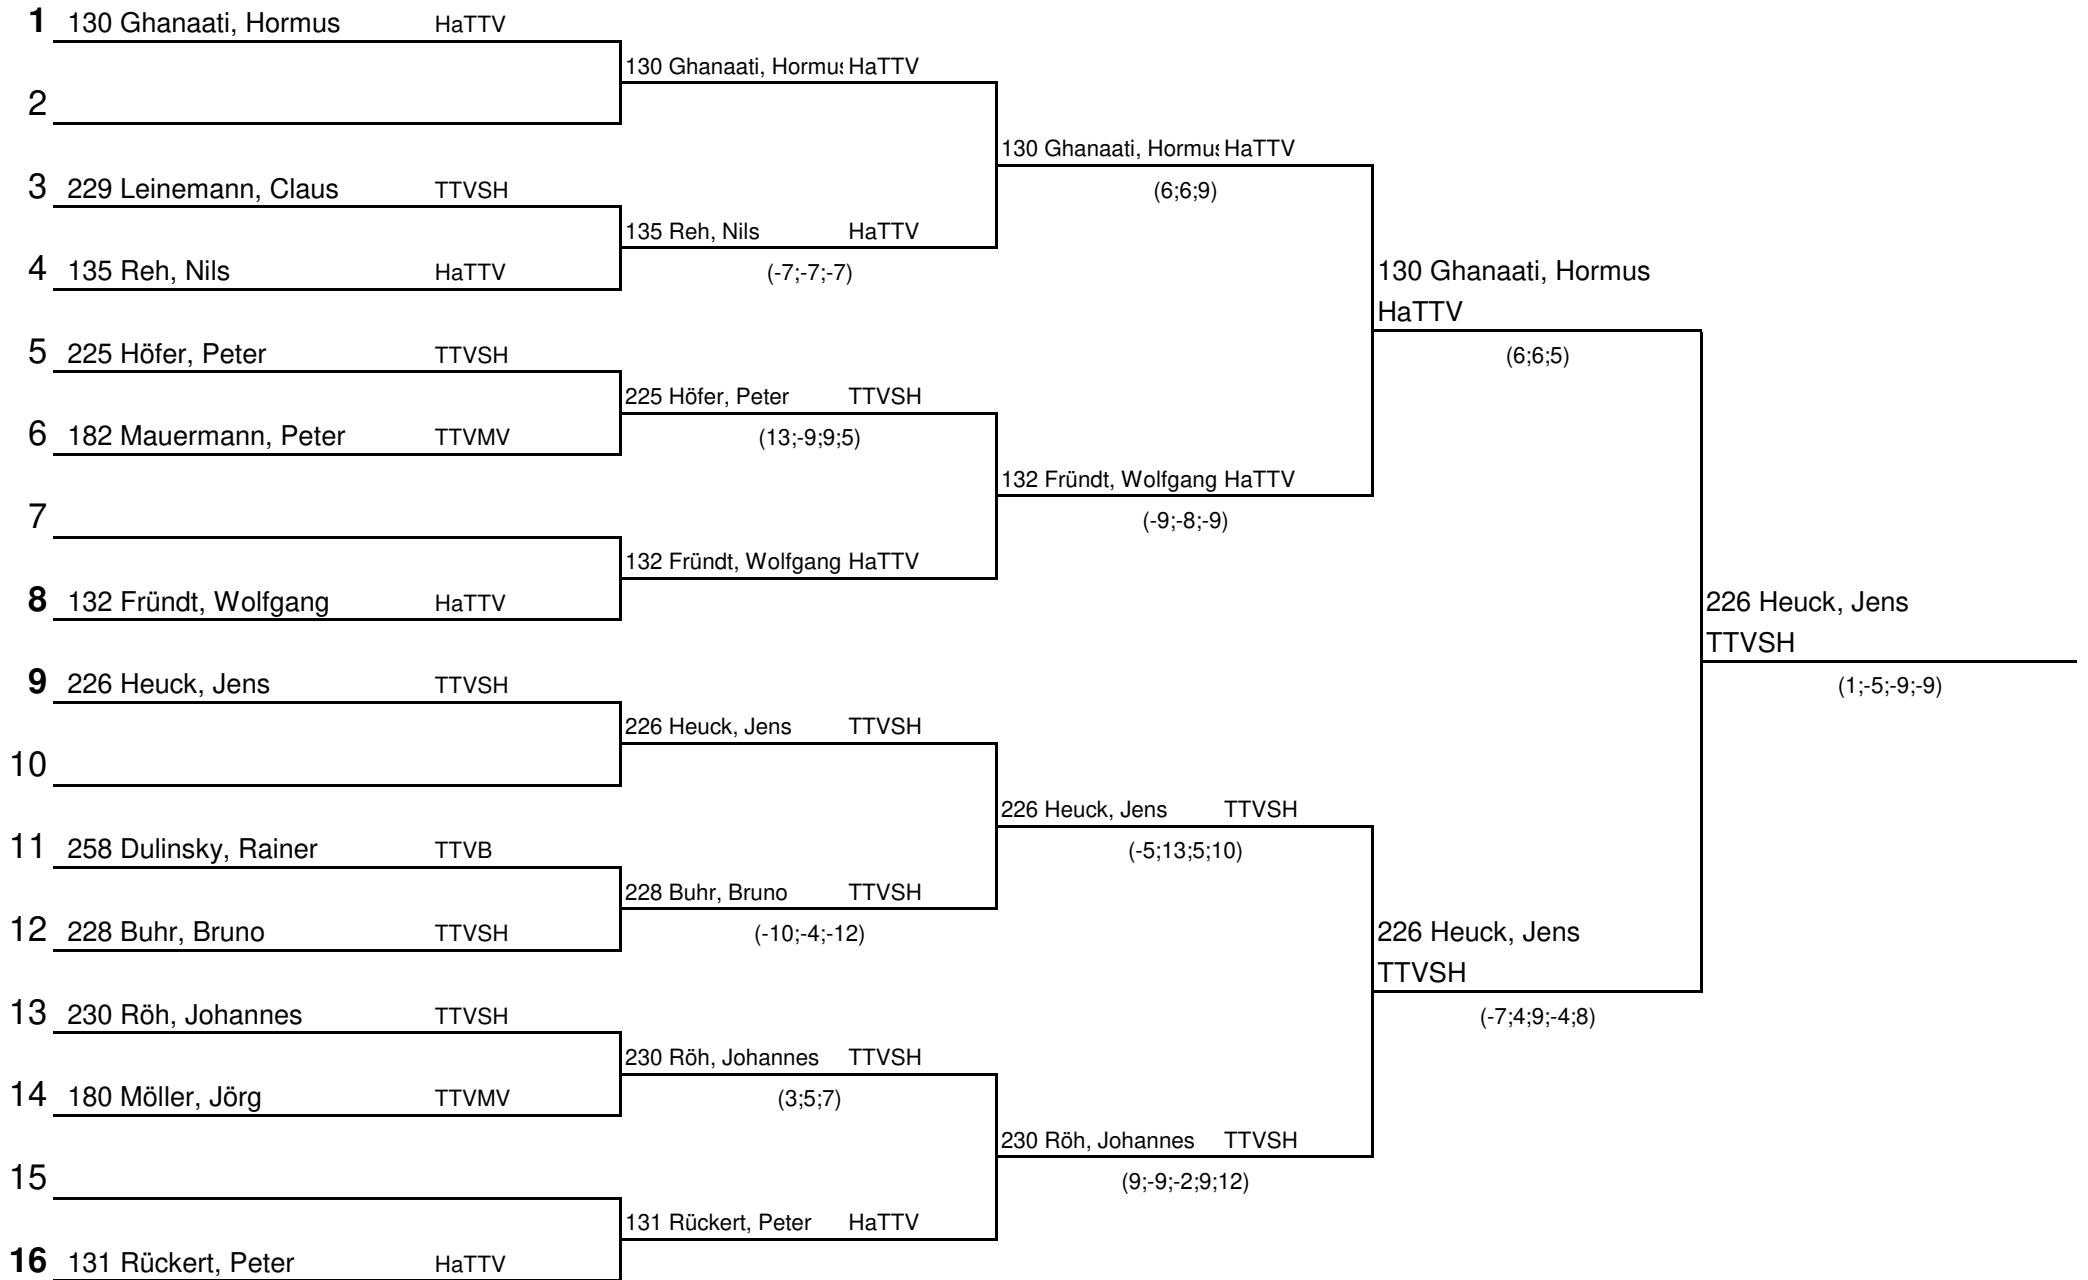 1 130 Ghanaati, Hormus HaTTV
130 Ghanaati, Hormus HaTTV
2
130 Ghanaati, Hormus HaTTV
3 229 Leinemann, Claus TTVSH
(6;6;9)
135 Reh, Nils HaTTV
4 135 Reh, Nils HaTTV
(-7;-7;-7)
130 Ghanaati, Hormus
HaTTV
5 225 Höfer, Peter TTVSH
(6;6;5)
225 Höfer, Peter TTVSH
6 182 Mauermann, Peter TTVMV
(13;-9;9;5)
132 Fründt, Wolfgang HaTTV
7
(-9;-8;-9)
132 Fründt, Wolfgang HaTTV
8 132 Fründt, Wolfgang HaTTV
226 Heuck, Jens
TTVSH
9 226 Heuck, Jens TTVSH
(1;-5;-9;-9)
226 Heuck, Jens TTVSH
10
226 Heuck, Jens TTVSH
11 258 Dulinsky, Rainer TTVB
(-5;13;5;10)
228 Buhr, Bruno TTVSH
12 228 Buhr, Bruno TTVSH
(-10;-4;-12)
226 Heuck, Jens
TTVSH
13 230 Röh, Johannes TTVSH
(-7;4;9;-4;8)
230 Röh, Johannes TTVSH
14 180 Möller, Jörg TTVMV
(3;5;7)
230 Röh, Johannes TTVSH
15
(9;-9;-2;9;12)
131 Rückert, Peter HaTTV
16 131 Rückert, Peter HaTTV